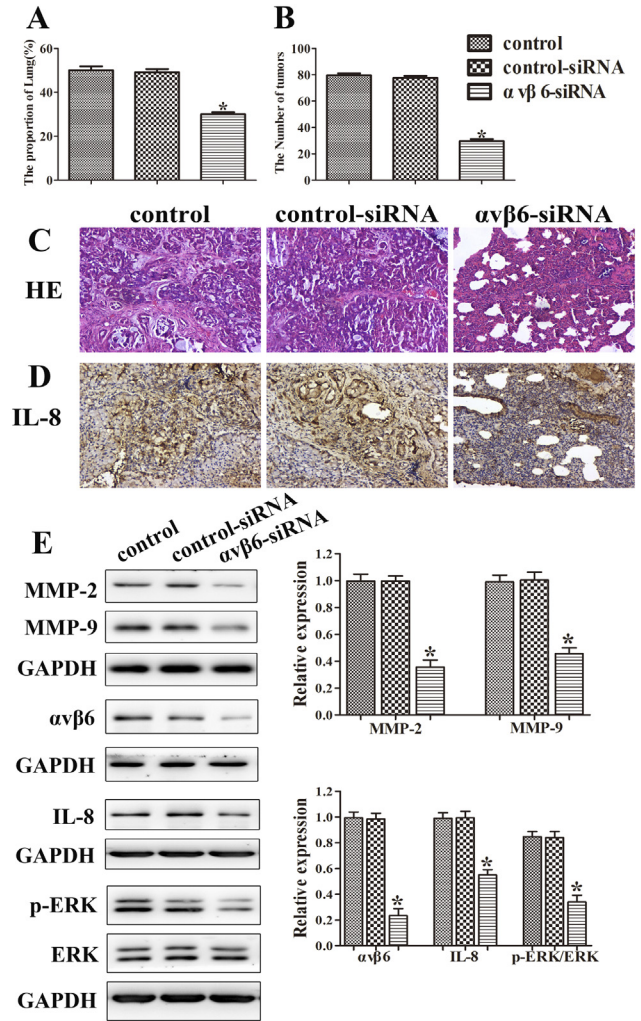 A
The proportion of Lung(%)
60
40
20
0
*
B
The Number of tumors
100
80
60
40
20
0
*
control
control-siRNA
α vβ 6-siRNA
control control-siRNA αvβ6-siRNA
C
HE
D
IL-8
E
control control-siRNA αvβ6-siRNA
MMP-2
MMP-9
GAPDH
αvβ6
GAPDH
IL-8
GAPDH
p-ERK
ERK
GAPDH
Relative expression
1.2
1.0
0.8
0.6
0.4
0.2
0.0
* *
MMP-2 MMP-9
Relative expression
1.2
1.0
0.8
0.6
0.4
0.2
0.0
* * *
αvβ6 IL-8 p-ERK/ERK